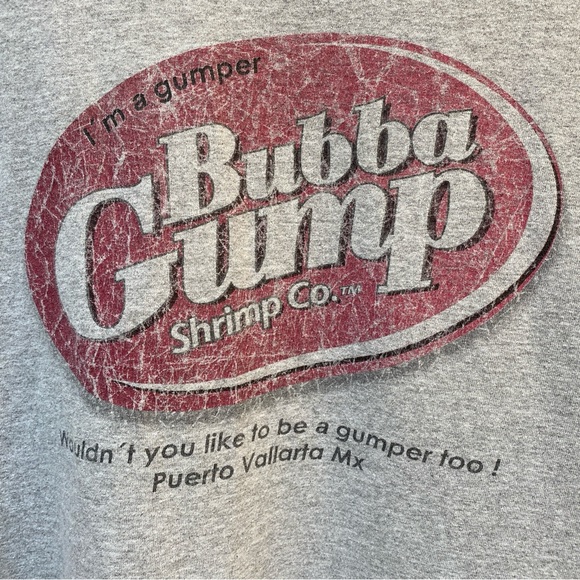 I´m a gumper
Bubba
Gump
Shrimp Co.™
Wouldn´t you like to be a gumper too !
Puerto Vallarta Mx